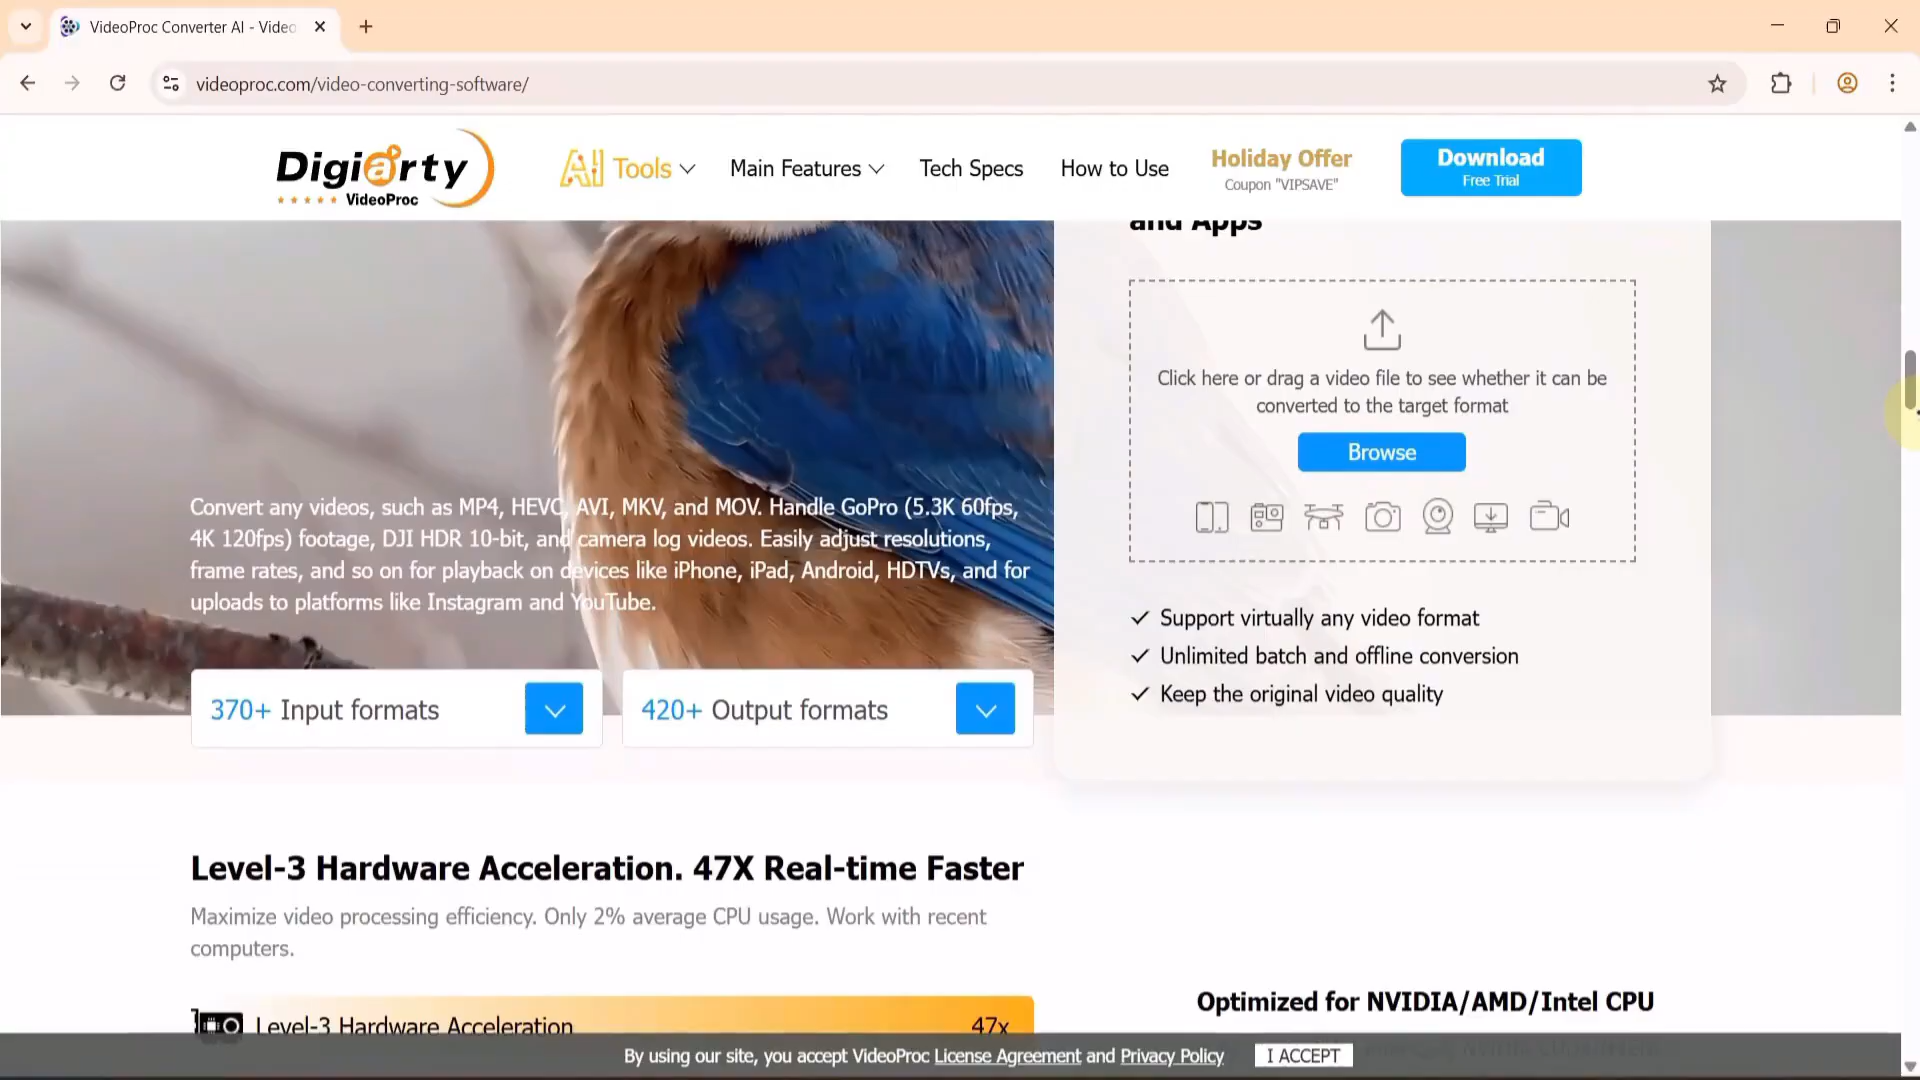 VideoProc Converter AI - Video
videoproc.com/video-converting-software/
Digiarty
VideoProc
AI Tools
Main Features
Tech Specs
How to Use
Holiday Offer
Coupon "VIPSAVE"
Download
Free Trial
and Apps
Click here or drag a video file to see whether it can be
converted to the target format
Browse
Convert any videos, such as MP4, HEVC, AVI, MKV, and MOV. Handle GoPro (5.3K 60fps,
4K 120fps) footage, DJI HDR 10-bit, and camera log videos. Easily adjust resolutions,
frame rates, and so on for playback on devices like iPhone, iPad, Android, HDTVs, and for
uploads to platforms like Instagram and YouTube.
Support virtually any video format
Unlimited batch and offline conversion
Keep the original video quality
370+ Input formats
420+ Output formats
Level-3 Hardware Acceleration. 47X Real-time Faster
Maximize video processing efficiency. Only 2% average CPU usage. Work with recent
computers.
Optimized for NVIDIA/AMD/Intel CPU
Level-3 Hardware Acceleration
47x
By using our site, you accept VideoProc License Agreement and Privacy Policy
I ACCEPT